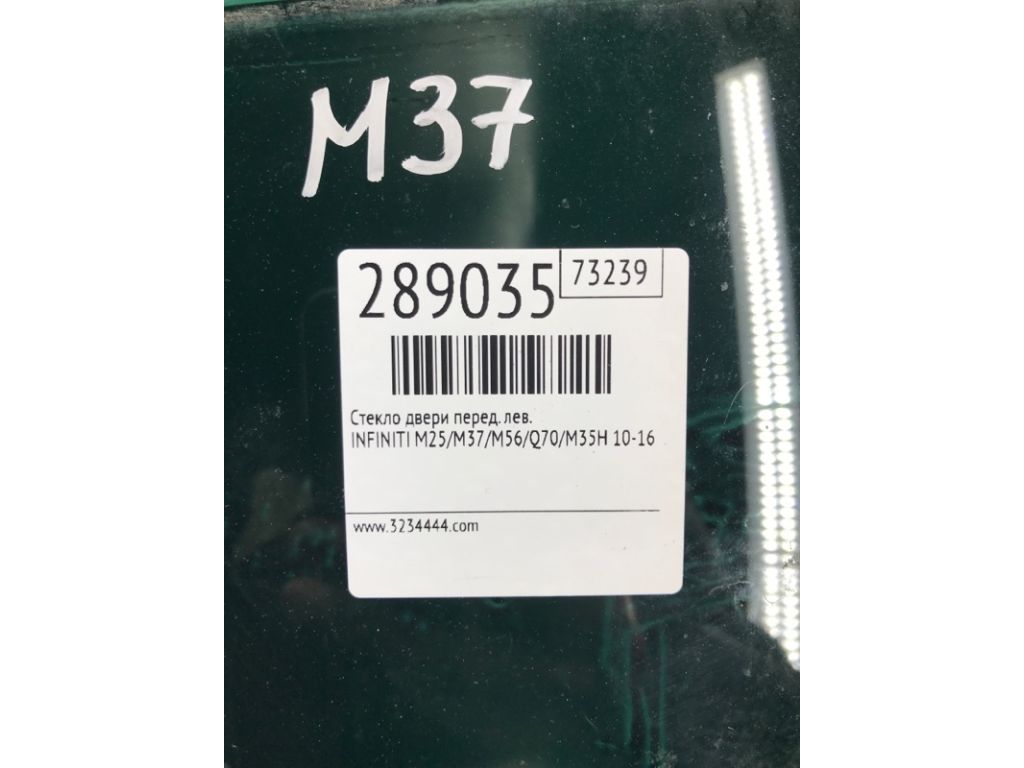 M37
289035
73239
Стекло двери перед. лев.
INFINITI M25/M37/M56/Q70/M35H 10-16
www.3234444.com